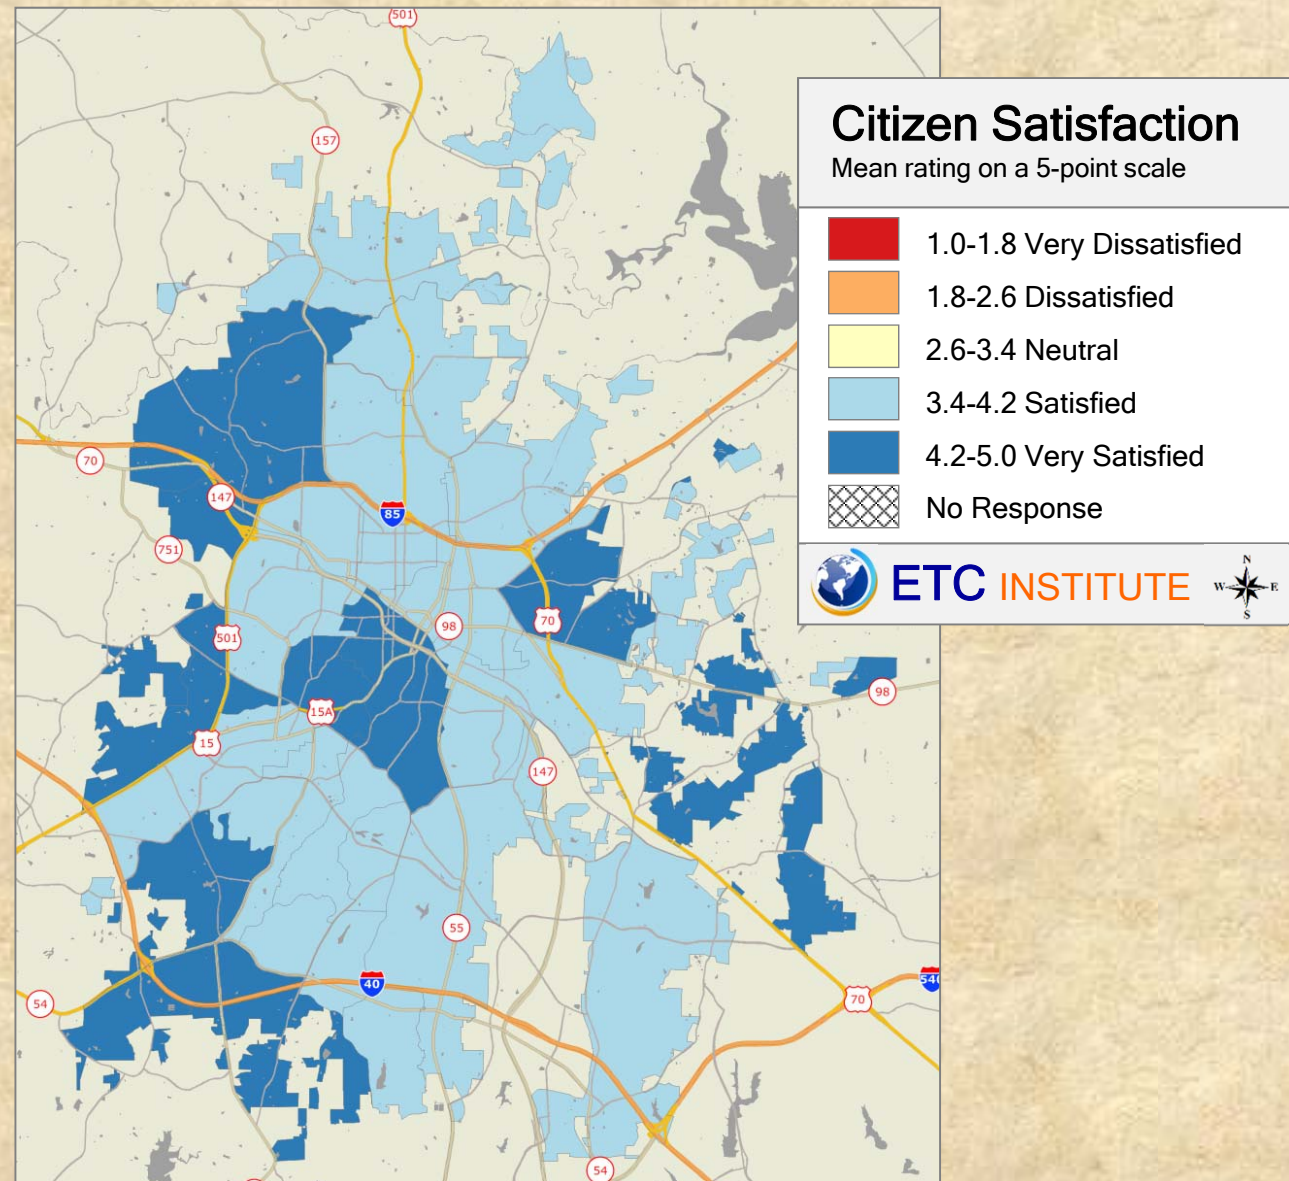 501
157
Citizen Satisfaction
Mean rating on a 5-point scale
1.0-1.8 Very Dissatisfied
1.8-2.6 Dissatisfied
2.6-3.4 Neutral
3.4-4.2 Satisfied
4.2-5.0 Very Satisfied
No Response
ETC INSTITUTE
N
W E
S
70
147
85
751
501
98
70
15A
15
98
147
55
40
54
70
540
54